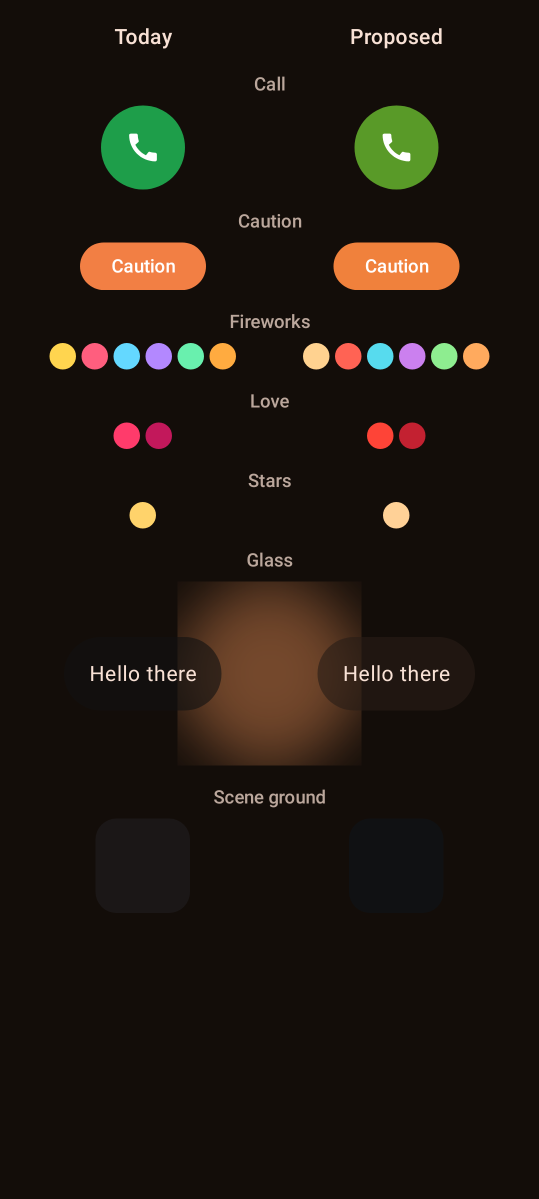 Today Proposed
Call
Caution
Caution Caution
Fireworks
Love
Stars
Glass
Hello there Hello there
Scene ground